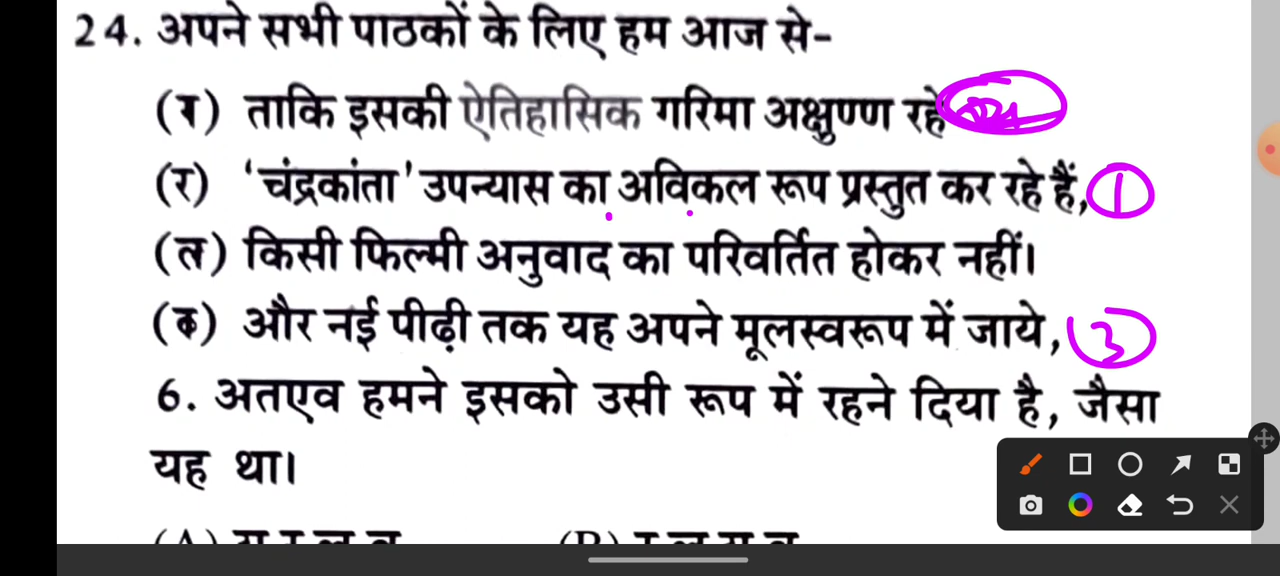 24. अपने सभी पाठकों के लिए हम आज से-
(य) ताकि इसकी ऐतिहासिक गरिमा अक्षुण्ण रहे
(र) 'चंद्रकांता' उपन्यास का अविकल रूप प्रस्तुत कर रहे हैं, 1
(ल) किसी फिल्मी अनुवाद का परिवर्तित होकर नहीं।
(व) और नई पीढ़ी तक यह अपने मूलस्वरूप में जाये, 3
6. अतएव हमने इसको उसी रूप में रहने दिया है, जैसा
यह था।